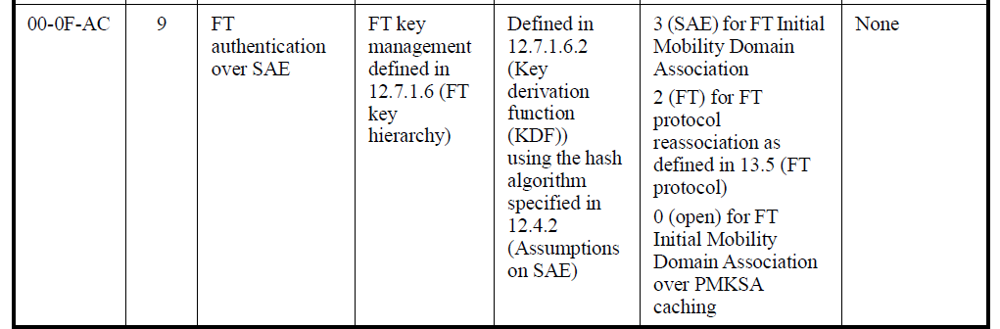 00-0F-AC
9
FT
authentication
over SAE
FT key
management
defined in
12.7.1.6 (FT
key
hierarchy)
Defined in
12.7.1.6.2
(Key
derivation
function
(KDF))
using the hash
algorithm
specified in
12.4.2
(Assumptions
on SAE)
3 (SAE) for FT Initial
Mobility Domain
Association
2 (FT) for FT
protocol
reassociation as
defined in 13.5 (FT
protocol)
0 (open) for FT
Initial Mobility
Domain Association
over PMKSA
caching
None